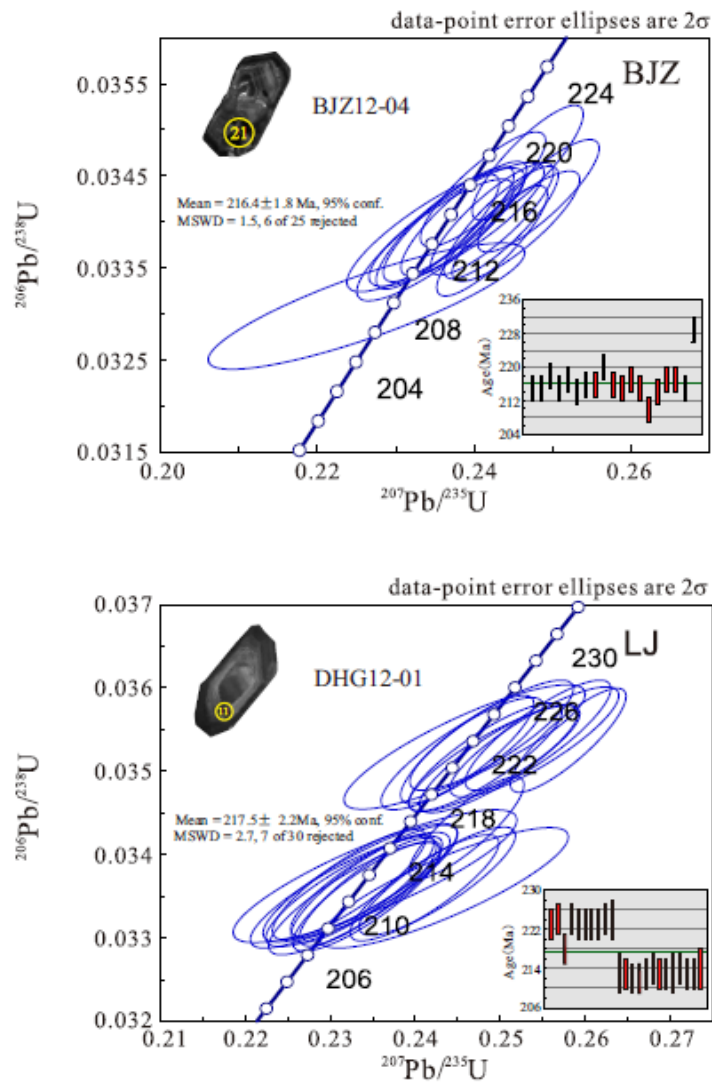 data-point error ellipses are 2σ
0.0355
0.0345
0.0335
0.0325
0.0315
²⁰⁶Pb/²³⁸U
BJZ
BJZ12-04
21
Mean = 216.4±1.8 Ma, 95% conf.
MSWD = 1.5, 6 of 25 rejected
224
220
216
212
208
204
236
228
220
212
204
Age(Ma)
0.20
0.22
0.24
0.26
²⁰⁷Pb/²³⁵U
data-point error ellipses are 2σ
0.037
0.036
0.035
0.034
0.033
0.032
²⁰⁶Pb/²³⁸U
LJ
DHG12-01
11
Mean = 217.5± 2.2Ma, 95% conf.
MSWD = 2.7, 7 of 30 rejected
230
226
222
218
214
210
206
230
222
214
206
Age(Ma)
0.21
0.22
0.23
0.24
0.25
0.26
0.27
²⁰⁷Pb/²³⁵U